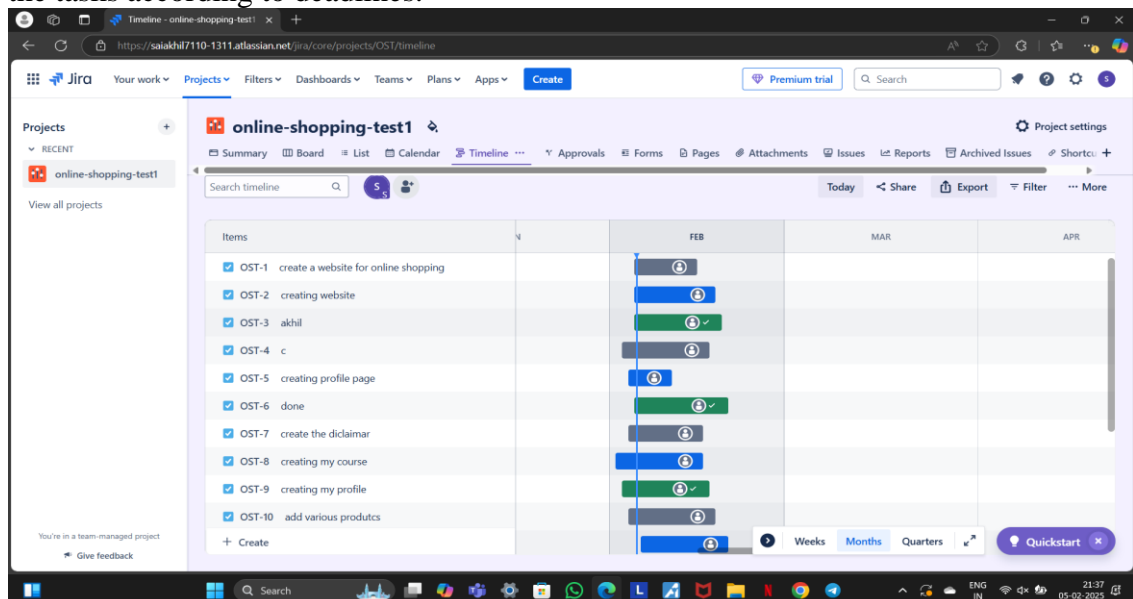 the tasks according to deadlines.
Timeline - online-shopping-test1
https://saiakhil7110-1311.atlassian.net/jira/core/projects/OST/timeline
Jira Your work Projects Filters Dashboards Teams Plans Apps Create Premium trial Search S
Projects
RECENT
online-shopping-test1
View all projects
online-shopping-test1 Project settings
Summary Board List Calendar Timeline Approvals Forms Pages Attachments Issues Reports Archived Issues Shortcu
Search timeline S S Today Share Export Filter More
Items N FEB MAR APR
OST-1 create a website for online shopping
OST-2 creating website
OST-3 akhil
OST-4 c
OST-5 creating profile page
OST-6 done
OST-7 create the diclaimar
OST-8 creating my course
OST-9 creating my profile
OST-10 add various produtcs
+ Create
Weeks Months Quarters Quickstart
You're in a team-managed project
Give feedback
Search ENG 21:37
IN 05-02-2025